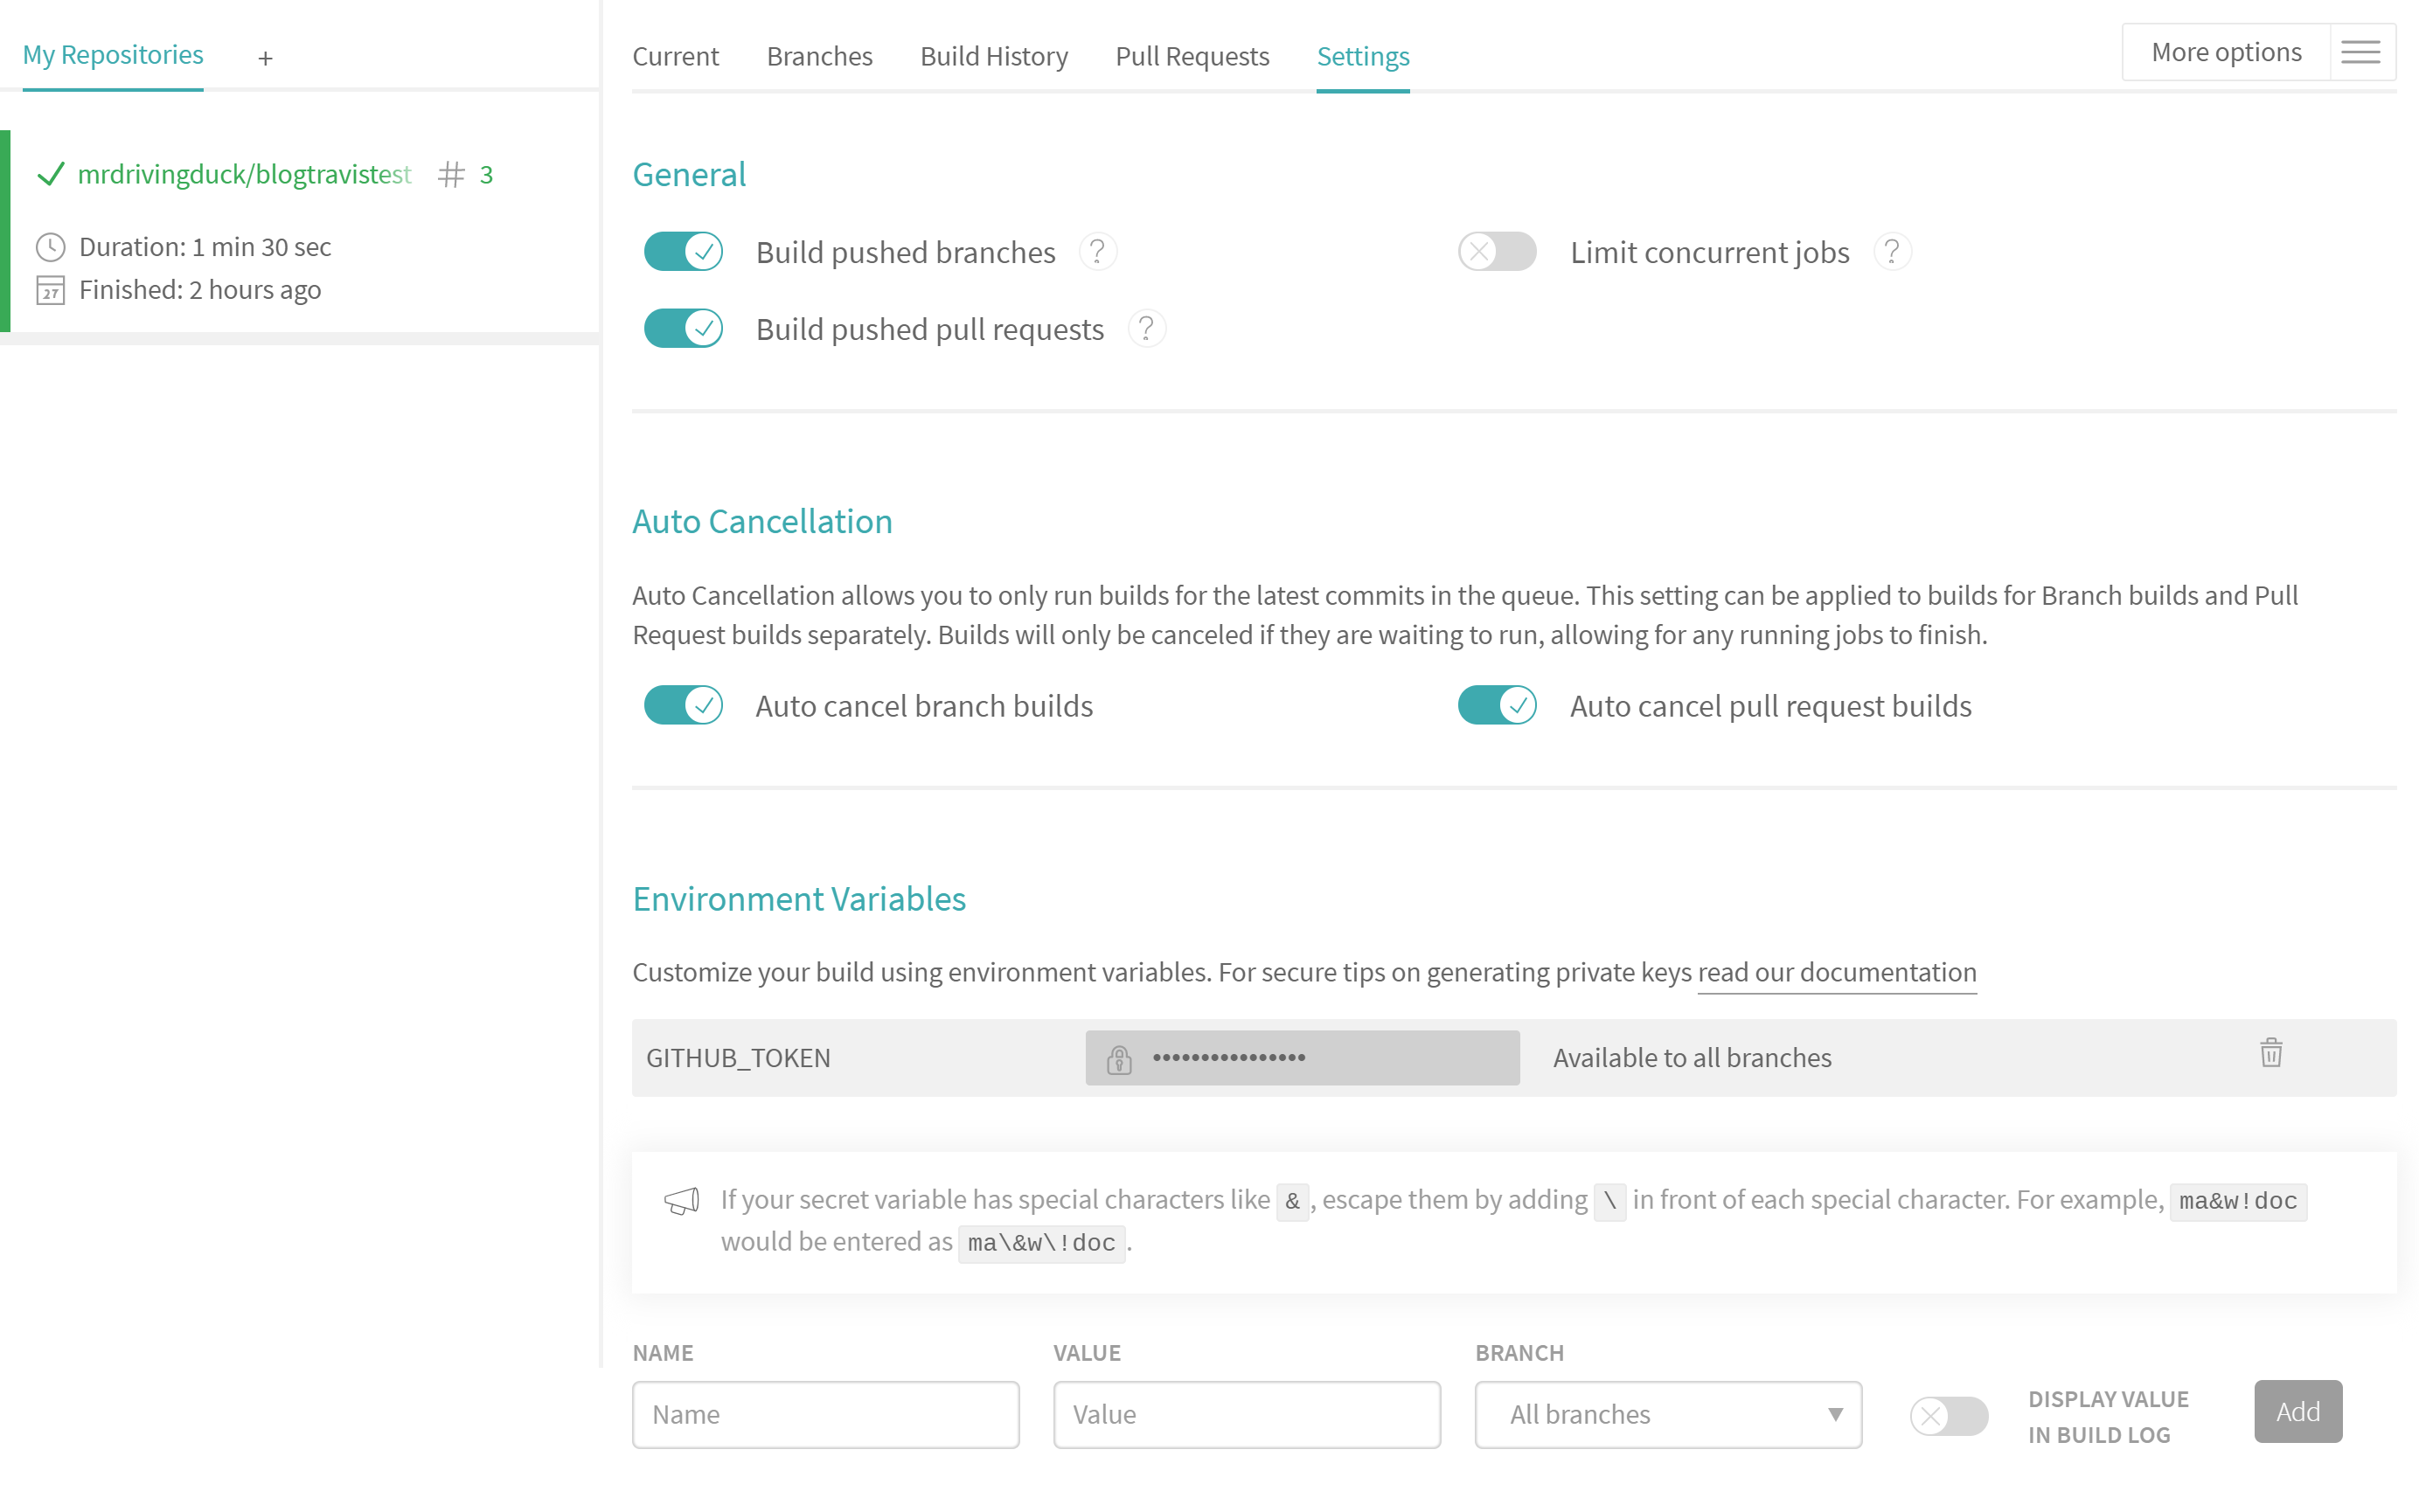 My Repositories +
Current Branches Build History Pull Requests Settings
More options
mrdrivingduck/blogtravistest # 3
Duration: 1 min 30 sec
27 Finished: 2 hours ago
General
Build pushed branches ?
Limit concurrent jobs ?
Build pushed pull requests ?
Auto Cancellation
Auto Cancellation allows you to only run builds for the latest commits in the queue. This setting can be applied to builds for Branch builds and Pull
Request builds separately. Builds will only be canceled if they are waiting to run, allowing for any running jobs to finish.
Auto cancel branch builds
Auto cancel pull request builds
Environment Variables
Customize your build using environment variables. For secure tips on generating private keys read our documentation
GITHUB_TOKEN •••••••••••••••• Available to all branches
If your secret variable has special characters like &, escape them by adding \ in front of each special character. For example, ma&w!doc
would be entered as ma\&w\!doc.
NAME VALUE BRANCH
Name Value All branches
DISPLAY VALUE
IN BUILD LOG
Add